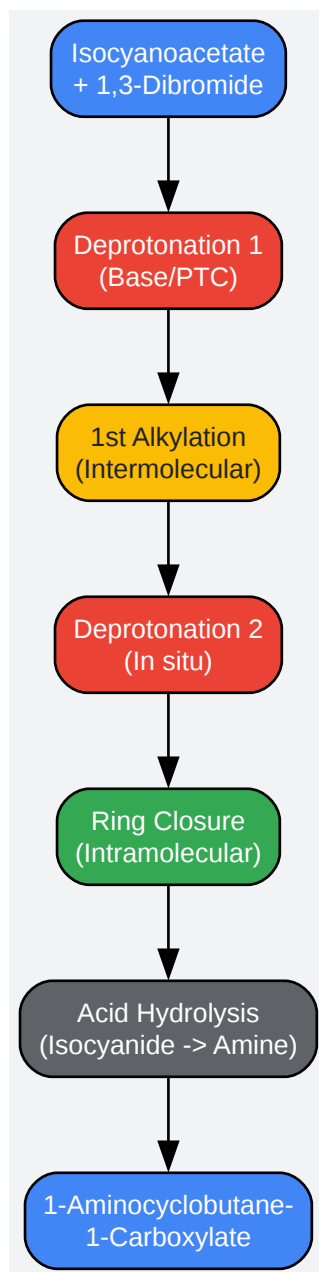 Isocyanoacetate
+ 1,3-Dibromide
Deprotonation 1
(Base/PTC)
1st Alkylation
(Intermolecular)
Deprotonation 2
(In situ)
Ring Closure
(Intramolecular)
Acid Hydrolysis
(Isocyanide -> Amine)
1-Aminocyclobutane-
1-Carboxylate